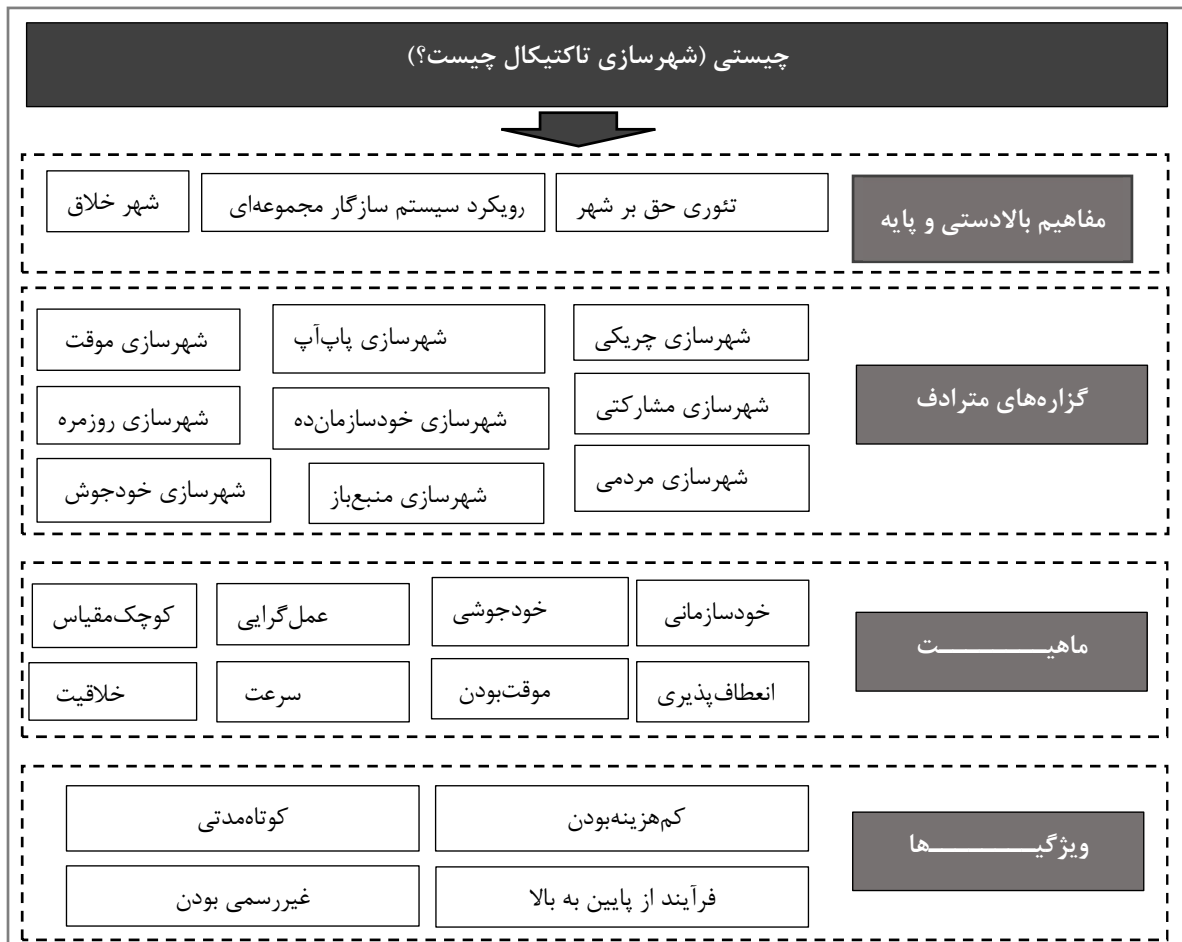 چیستی (شهرسازی تاکتیکال چیست؟)
مفاهیم بالادستی و پایه
تئوری حق بر شهر
رویکرد سیستم سازگار مجموعه‌ای
شهر خلاق
گزاره‌های مترادف
شهرسازی چریکی
شهرسازی پاپ‌آپ
شهرسازی موقت
شهرسازی مشارکتی
شهرسازی خودسازمان‌ده
شهرسازی روزمره
شهرسازی مردمی
شهرسازی منبع‌باز
شهرسازی خودجوش
ماهیــــــــــــت
خودسازمانی
خودجوشی
عمل‌گرایی
کوچک‌مقیاس
انعطاف‌پذیری
موقت‌بودن
سرعت
خلاقیت
ویژگیــــــــــها
کم‌هزینه‌بودن
کوتاه‌مدتی
فرآیند از پایین به بالا
غیررسمی بودن